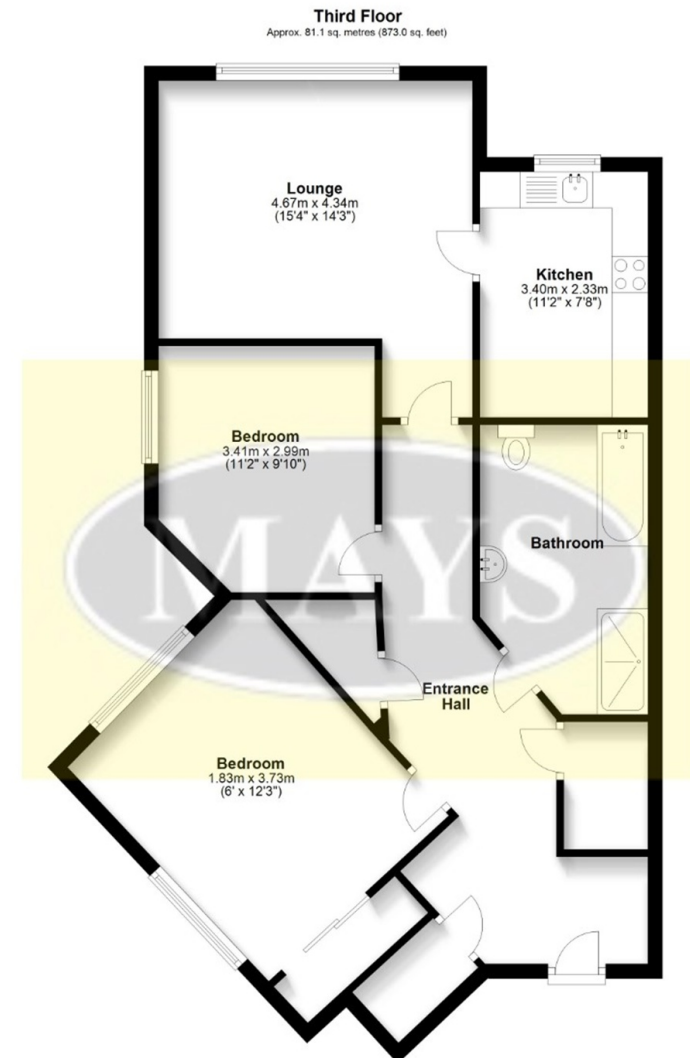 Third Floor
Approx. 81.1 sq. metres (873.0 sq. feet)
Lounge
4.67m x 4.34m
(15'4" x 14'3")
Kitchen
3.40m x 2.33m
(11'2" x 7'8")
Bedroom
3.41m x 2.99m
(11'2" x 9'10")
MAYS
Bathroom
Entrance
Hall
Bedroom
1.83m x 3.73m
(6' x 12'3")